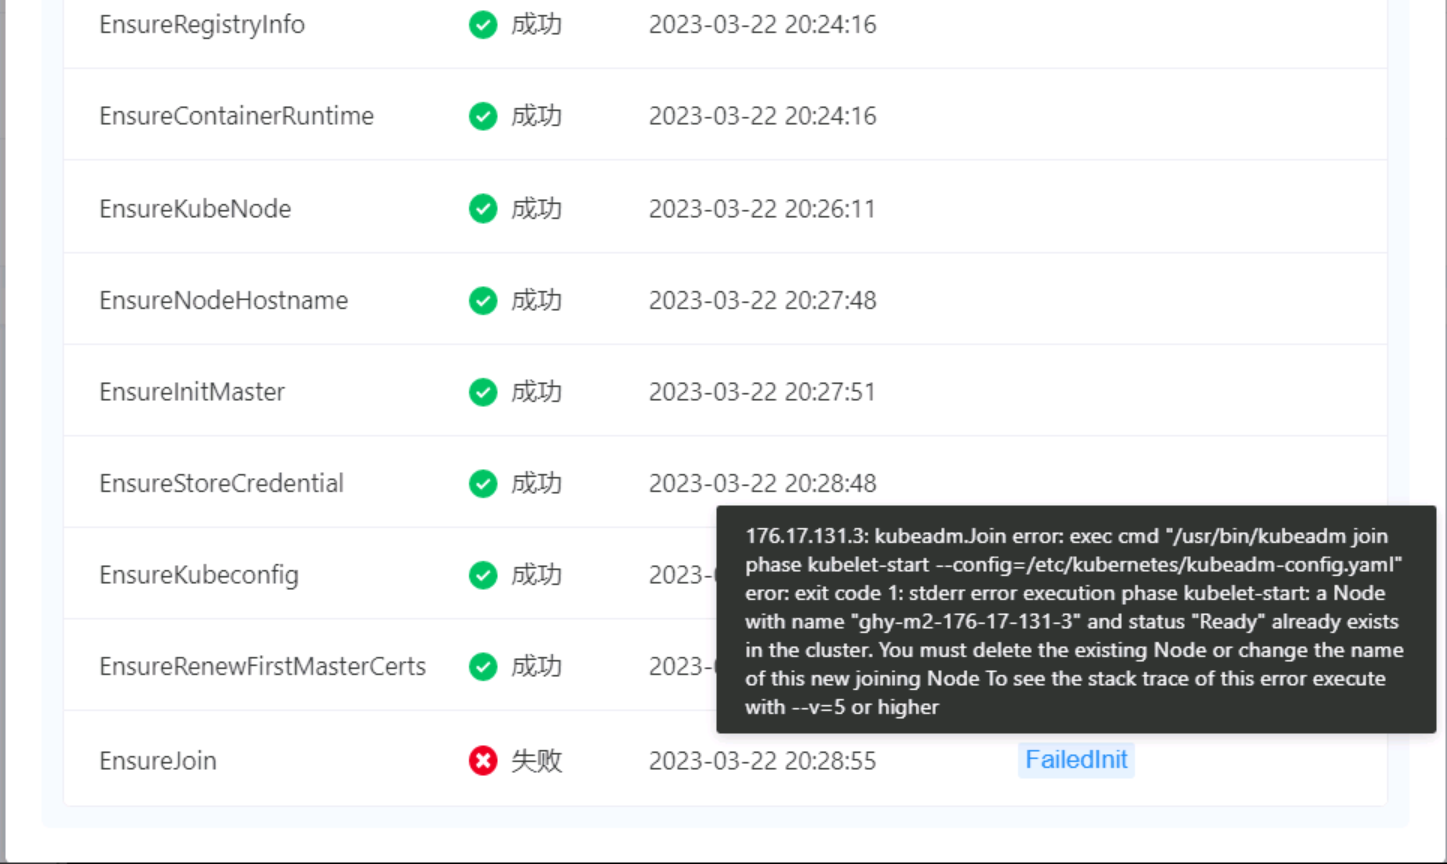 EnsureRegistryInfo 成功 2023-03-22 20:24:16
EnsureContainerRuntime 成功 2023-03-22 20:24:16
EnsureKubeNode 成功 2023-03-22 20:26:11
EnsureNodeHostname 成功 2023-03-22 20:27:48
EnsureInitMaster 成功 2023-03-22 20:27:51
EnsureStoreCredential 成功 2023-03-22 20:28:48
EnsureKubeconfig 成功 2023-
EnsureRenewFirstMasterCerts 成功 2023-
176.17.131.3: kubeadm.Join error: exec cmd "/usr/bin/kubeadm join
phase kubelet-start --config=/etc/kubernetes/kubeadm-config.yaml"
eror: exit code 1: stderr error execution phase kubelet-start: a Node
with name "ghy-m2-176-17-131-3" and status "Ready" already exists
in the cluster. You must delete the existing Node or change the name
of this new joining Node To see the stack trace of this error execute
with --v=5 or higher
EnsureJoin 失败 2023-03-22 20:28:55 FailedInit